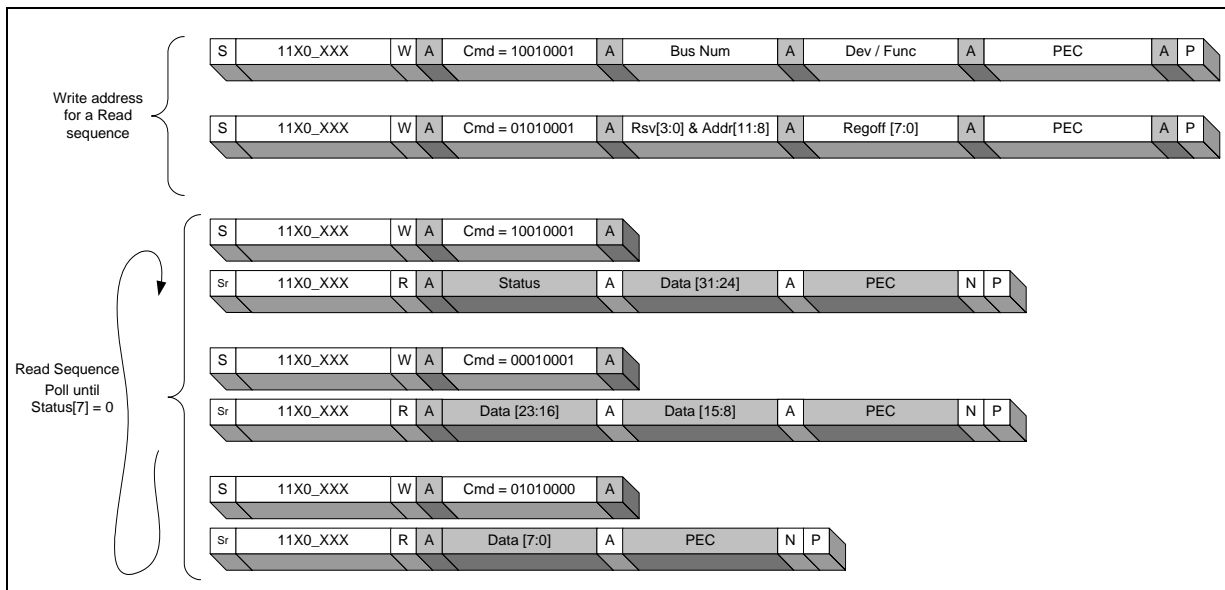 S 11X0_XXX W A Cmd = 10010001 A Bus Num A Dev / Func A PEC A P
Write address
for a Read
sequence
S 11X0_XXX W A Cmd = 01010001 A Rsv[3:0] & Addr[11:8] A Regoff [7:0] A PEC A P
S 11X0_XXX W A Cmd = 10010001 A
Sr 11X0_XXX R A Status A Data [31:24] A PEC N P
Read Sequence
Poll until
Status[7] = 0
S 11X0_XXX W A Cmd = 00010001 A
Sr 11X0_XXX R A Data [23:16] A Data [15:8] A PEC N P
S 11X0_XXX W A Cmd = 01010000 A
Sr 11X0_XXX R A Data [7:0] A PEC N P